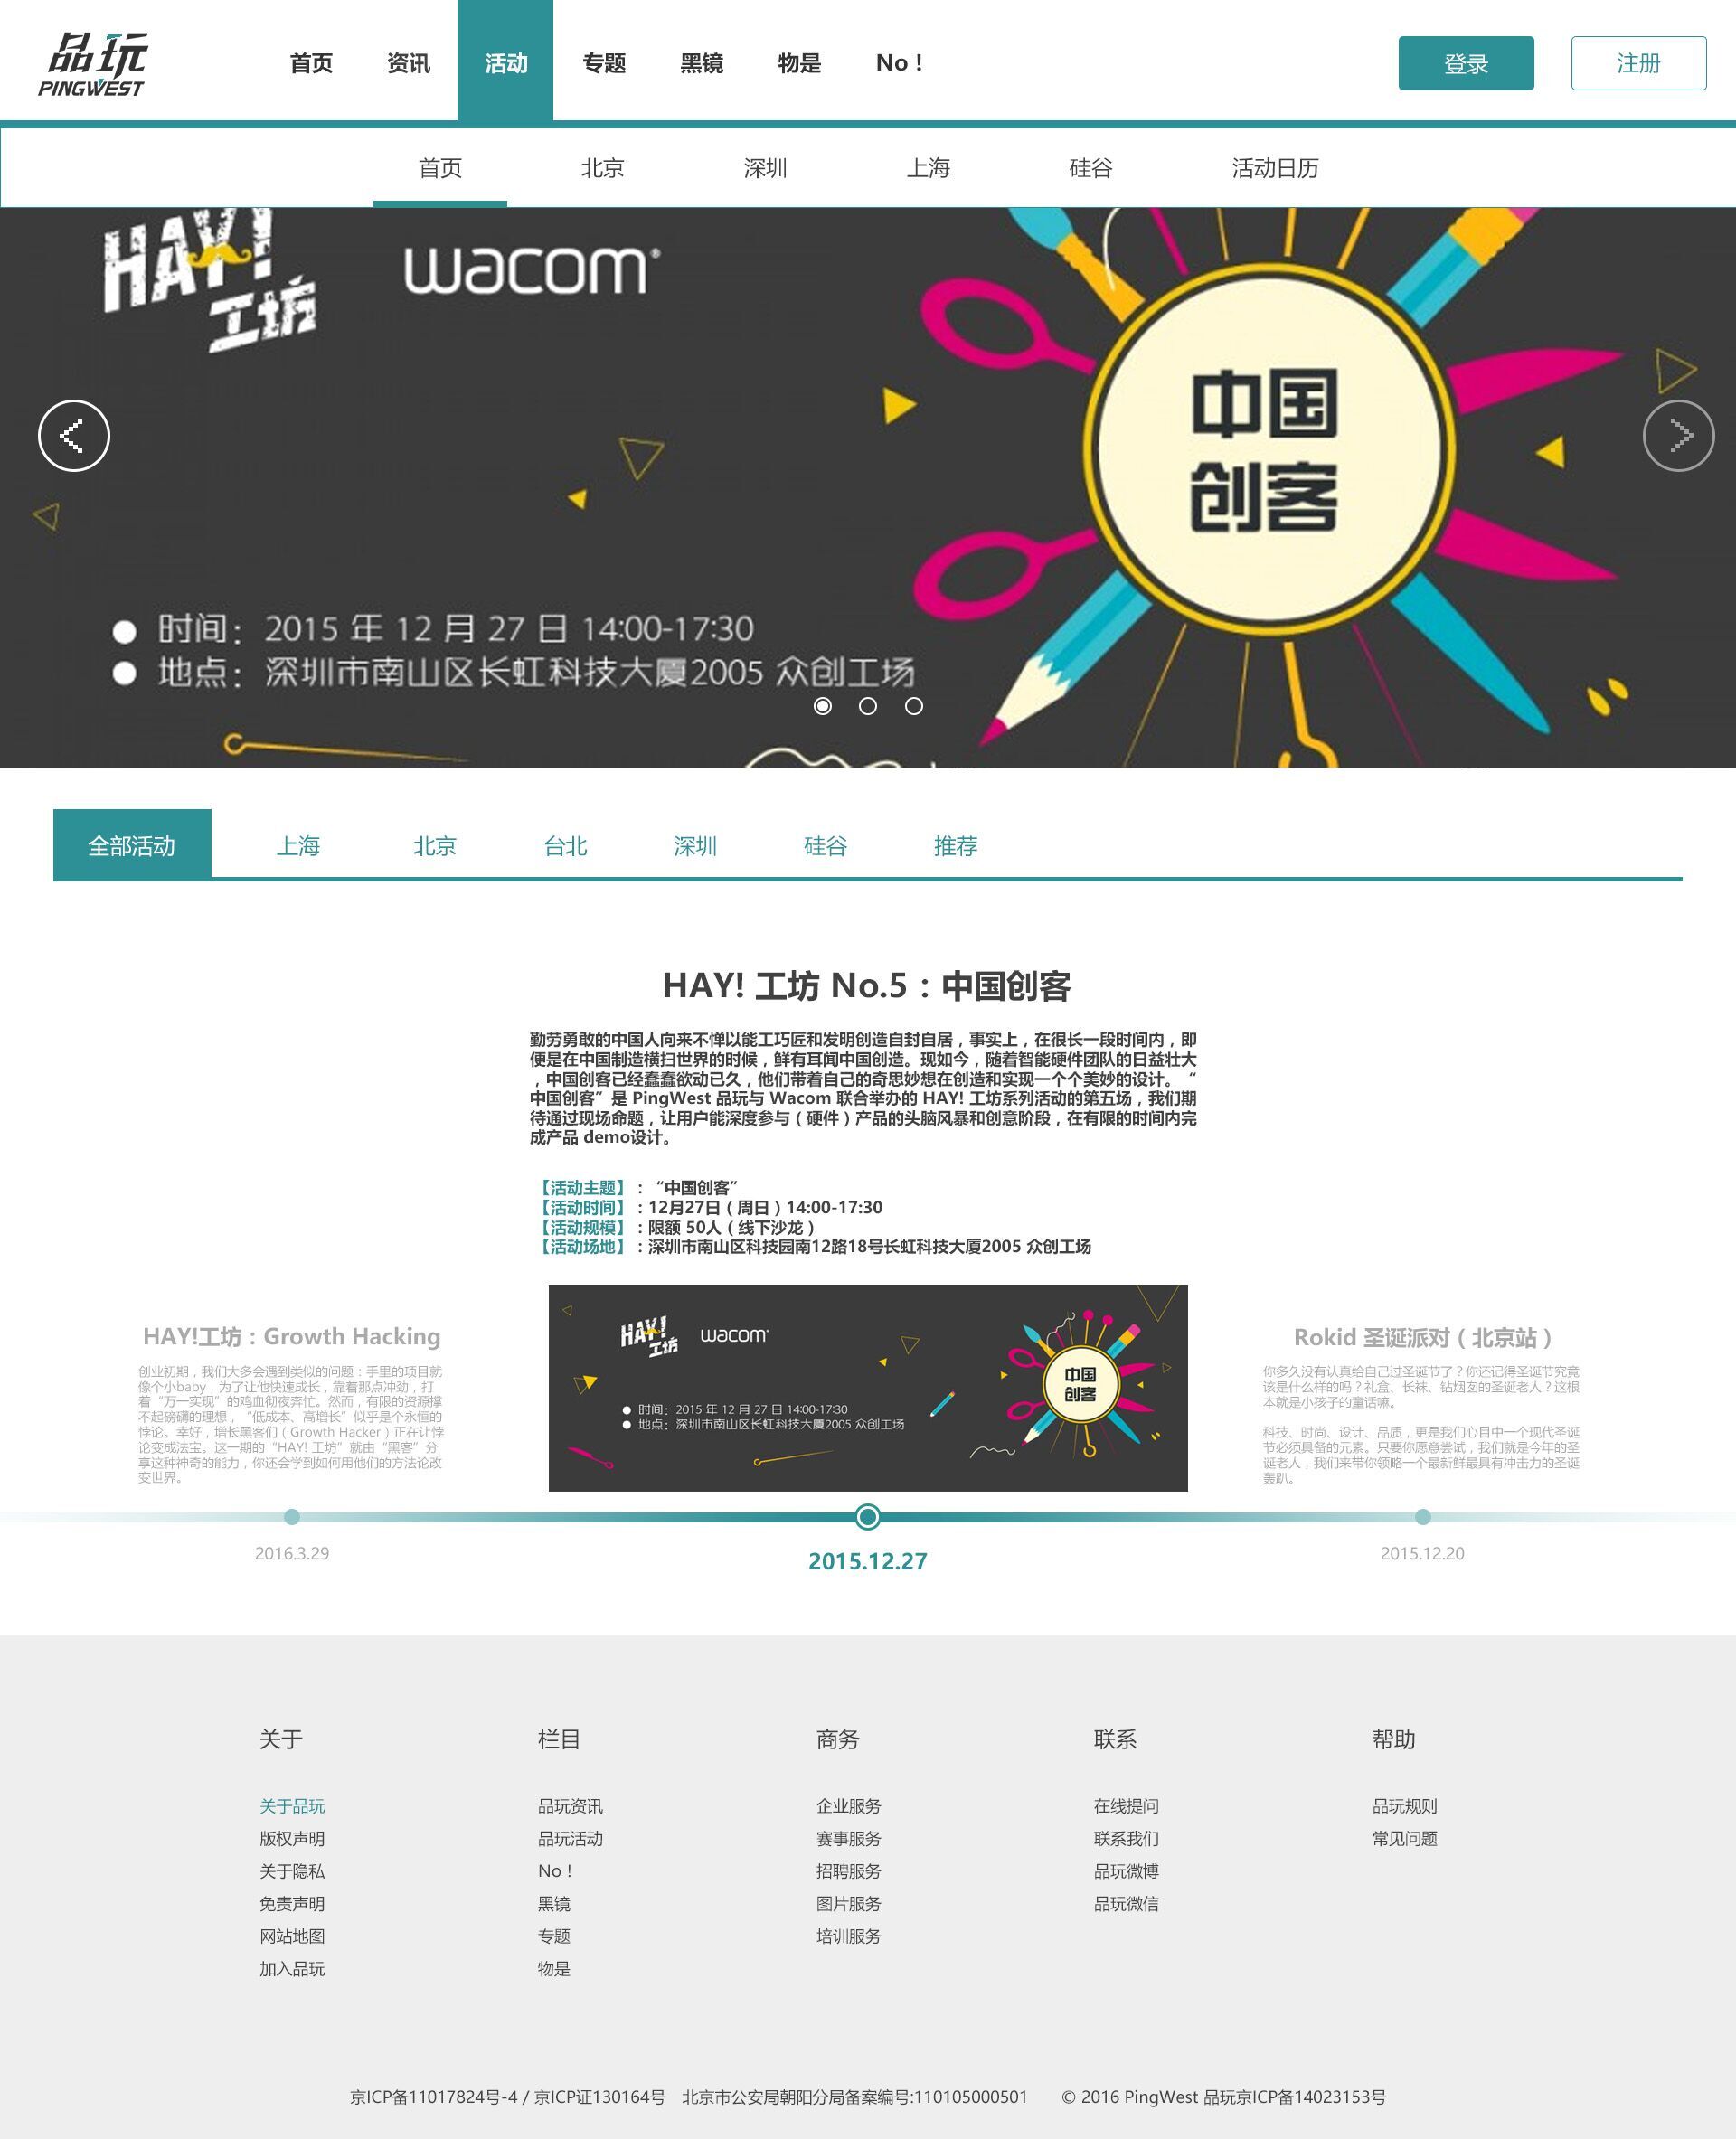 品玩
PINGWEST
首页 资讯 活动 专题 黑镜 物是 No！
登录 注册
首页 北京 深圳 上海 硅谷 活动日历
HAY!
工坊
wacom®
中国
创客
时间：2015 年 12 月 27 日 14:00-17:30
地点：深圳市南山区长虹科技大厦2005 众创工场
全部活动 上海 北京 台北 深圳 硅谷 推荐
HAY! 工坊 No.5：中国创客
勤劳勇敢的中国人向来不惮以能工巧匠和发明创造自封自居，事实上，在很长一段时间内，即
便是在中国制造横扫世界的时候，鲜有耳闻中国创造。现如今，随着智能硬件团队的日益壮大
，中国创客已经蠢蠢欲动已久，他们带着自己的奇思妙想在创造和实现一个个美妙的设计。“
中国创客”是 PingWest 品玩与 Wacom 联合举办的 HAY! 工坊系列活动的第五场，我们期
待通过现场命题，让用户能深度参与（硬件）产品的头脑风暴和创意阶段，在有限的时间内完
成产品 demo设计。
【活动主题】：“中国创客”
【活动时间】：12月27日（周日）14:00-17:30
【活动规模】：限额 50人（线下沙龙）
【活动场地】：深圳市南山区科技园南12路18号长虹科技大厦2005 众创工场
HAY!
工坊
wacom®
中国
创客
时间：2015 年 12 月 27 日 14:00-17:30
地点：深圳市南山区长虹科技大厦2005 众创工场
HAY!工坊：Growth Hacking
创业初期，我们大多会遇到类似的问题：手里的项目就
像个小baby，为了让他快速成长，靠着那点冲劲，打
着“万一实现”的鸡血彻夜奔忙。然而，有限的资源撑
不起磅礴的理想，“低成本、高增长”似乎是个永恒的
悖论。幸好，增长黑客们（Growth Hacker）正在让悖
论变成法宝。这一期的“HAY! 工坊”就由“黑客”分
享这种神奇的能力，你还会学到如何用他们的方法论改
变世界。
Rokid 圣诞派对（北京站）
你多久没有认真给自己过圣诞节了？你还记得圣诞节究竟
该是什么样的吗？礼盒、长袜、钻烟囱的圣诞老人？这根
本就是小孩子的童话嘛。
科技、时尚、设计、品质，更是我们心目中一个现代圣诞
节必须具备的元素。只要你愿意尝试，我们就是今年的圣
诞老人，我们来带你领略一个最新鲜最具有冲击力的圣诞
轰趴。
2016.3.29
2015.12.27
2015.12.20
关于
关于品玩
版权声明
关于隐私
免责声明
网站地图
加入品玩
栏目
品玩资讯
品玩活动
No！
黑镜
专题
物是
商务
企业服务
赛事服务
招聘服务
图片服务
培训服务
联系
在线提问
联系我们
品玩微博
品玩微信
帮助
品玩规则
常见问题
京ICP备11017824号-4 / 京ICP证130164号 北京市公安局朝阳分局备案编号:110105000501 © 2016 PingWest 品玩京ICP备14023153号